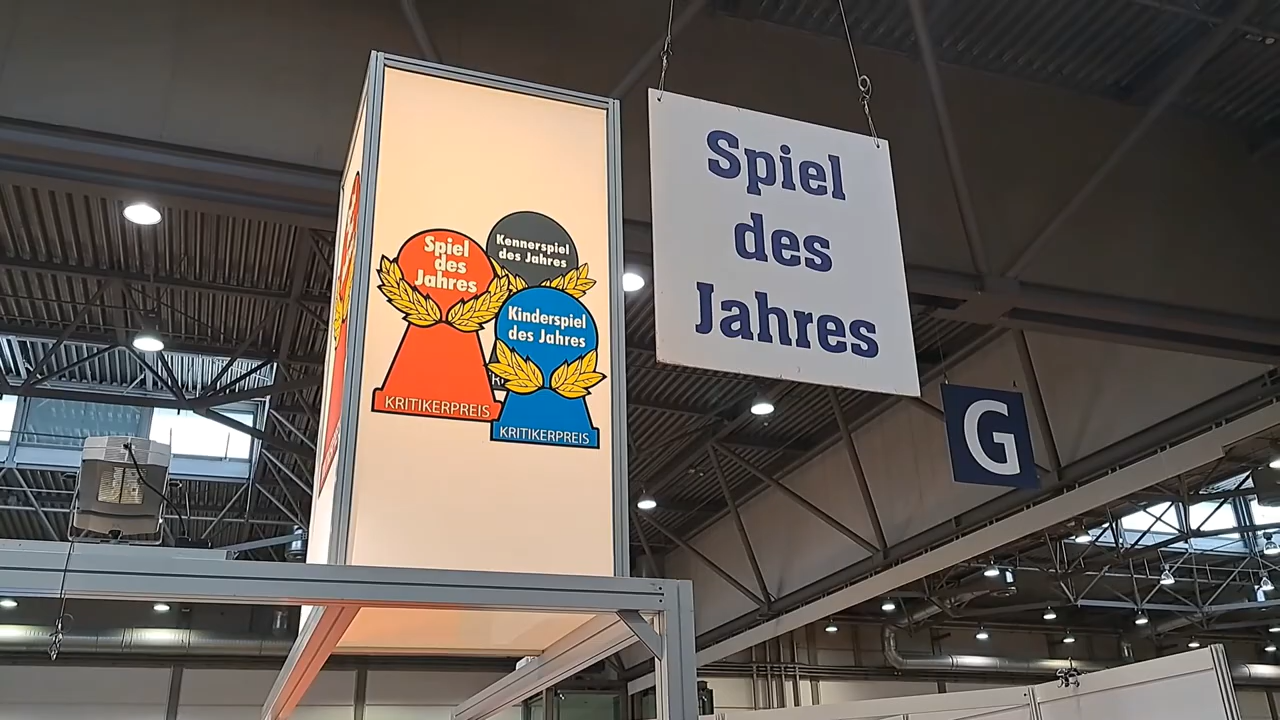 Spiel
des
Jahres
KRITIKERPREIS
Kennerspiel
des Jahres
Kinderspiel
des Jahres
KRITIKERPREIS
Spiel
des
Jahres
G